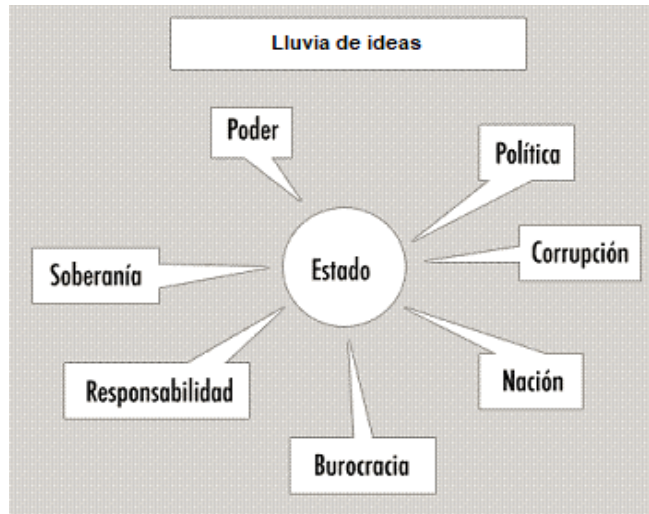 Lluvia de ideas
Poder
Política
Estado
Corrupción
Soberanía
Nación
Responsabilidad
Burocracia